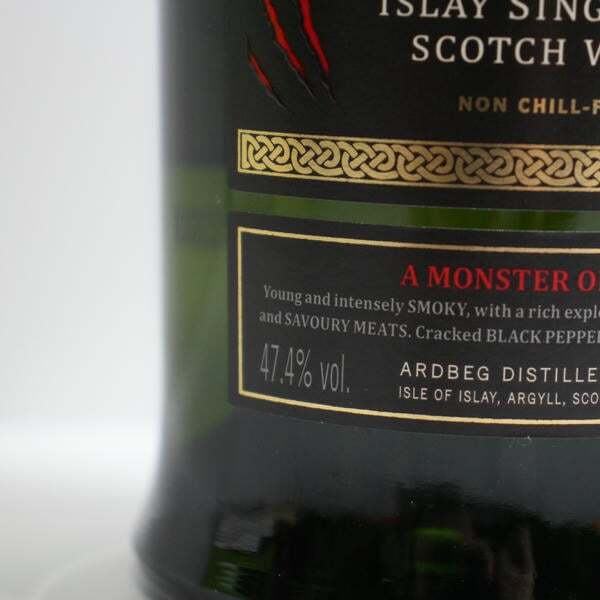 ISLAY SING
SCOTCH W
NON CHILL-F
A MONSTER O
Young and intensely SMOKY, with a rich explo
and SAVOURY MEATS. Cracked BLACK PEPPE
47.4% vol.
ARDBEG DISTILLE
ISLE OF ISLAY, ARGYLL, SCO